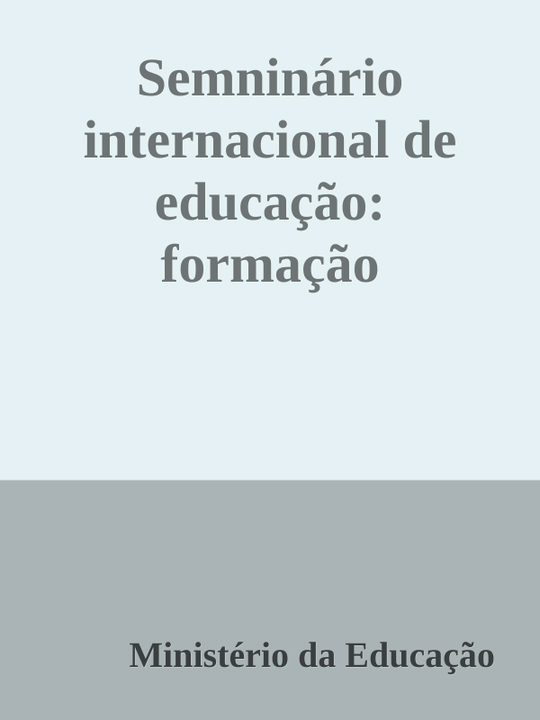 Semninário
internacional de
educação:
formação
Ministério da Educação